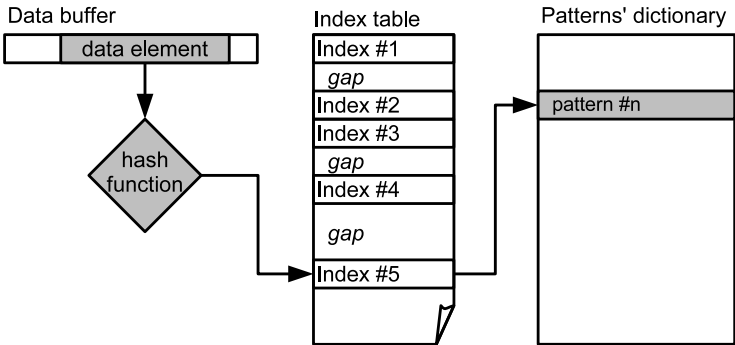 Data buffer
data element
hash
function
Index table
Index #1
gap
Index #2
Index #3
gap
Index #4
gap
Index #5
Patterns' dictionary
pattern #n